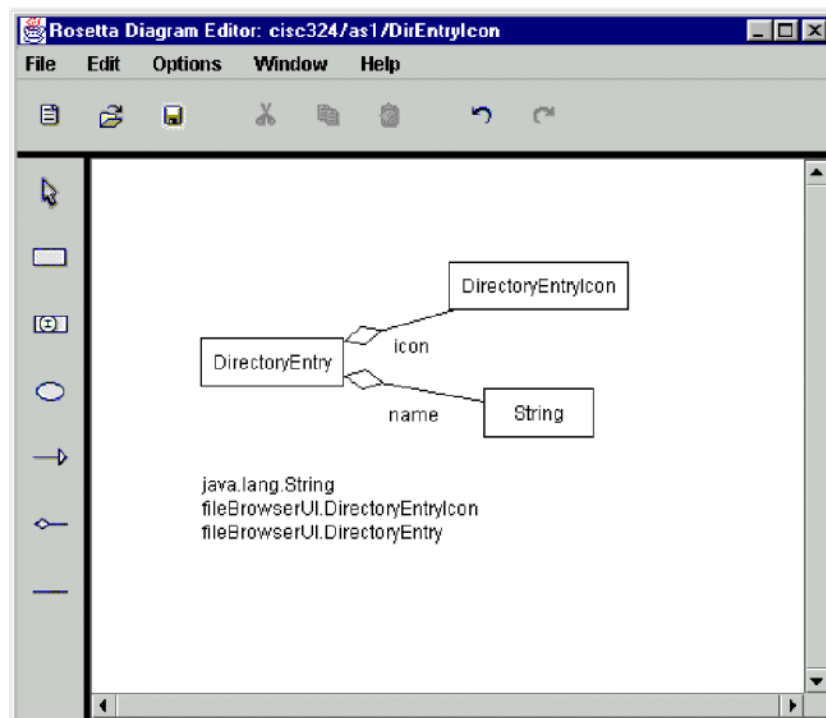 Rosetta Diagram Editor: cisc324/as1/DirEntryIcon
File Edit Options Window Help
DirectoryEntryIcon
icon
DirectoryEntry
name
String
java.lang.String
fileBrowserUI.DirectoryEntryIcon
fileBrowserUI.DirectoryEntry